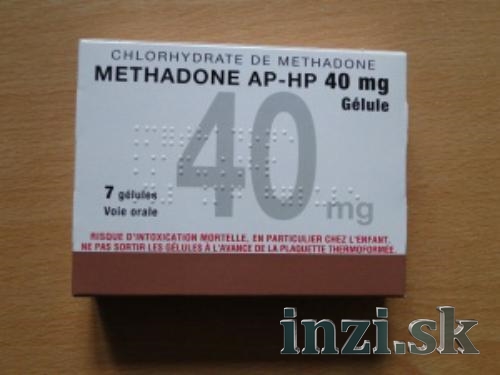 CHLORHYDRATE DE METHADONE
METHADONE AP-HP 40 mg
Gélule
40 mg
7 gélules
Voie orale
RISQUE D'INTOXICATION MORTELLE, EN PARTICULIER CHEZ L'ENFANT.
NE PAS SORTIR LES GÉLULES À L'AVANCE DE LA PLAQUETTE THERMOFORMÉE.
inzi.sk